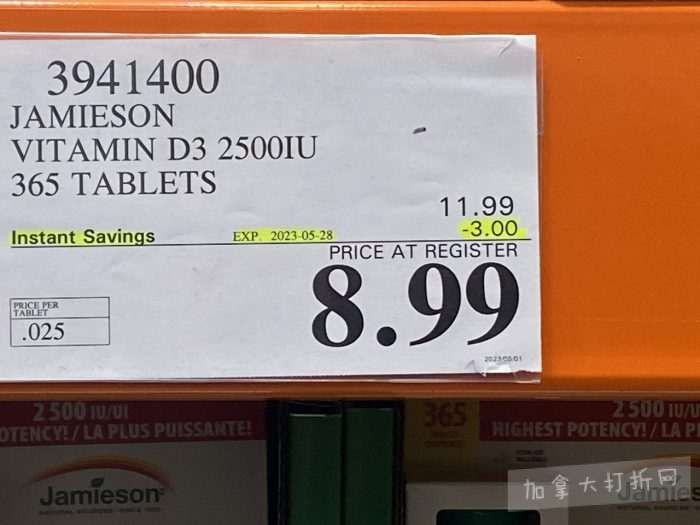 3941400
JAMIESON
VITAMIN D3 2500IU
365 TABLETS
11.99
Instant Savings EXP. 2023-05-28 -3.00
PRICE AT REGISTER
8.99
PRICE PER
TABLET
.025
2023/05/01
2500 IU/UI
POTENCY! / LA PLUS PUISSANTE!
365
2500 IU/UI
HIGHEST POTENCY! / LA P
Jamieson
加拿大打折网
Jamieson